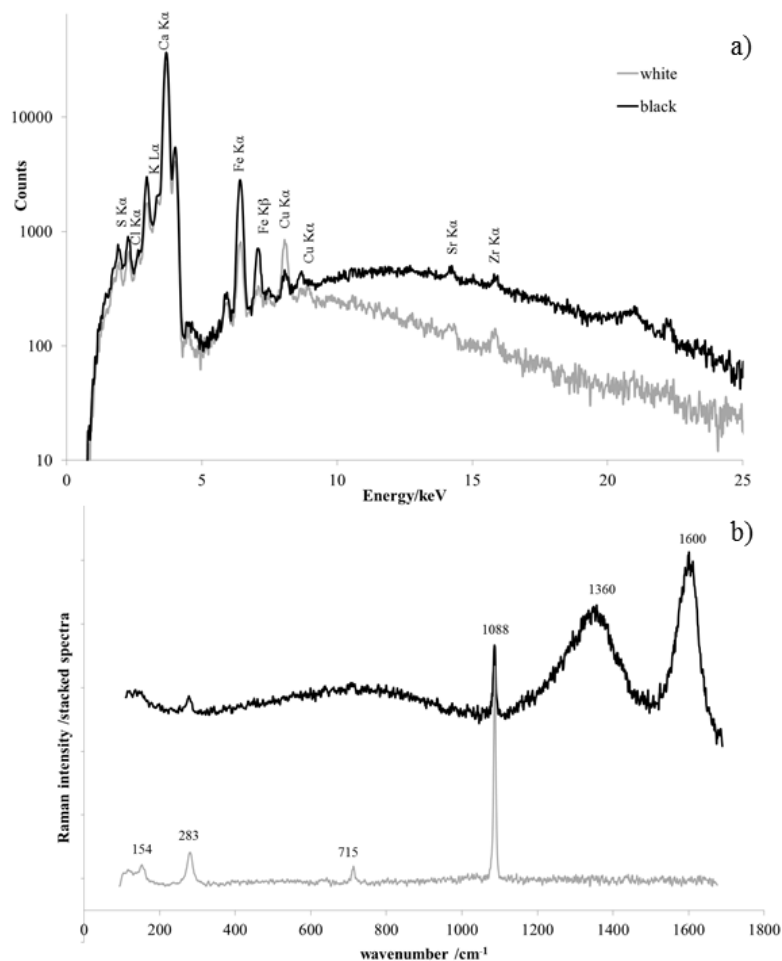 a)
Ca Kα
white
black
10000
K Lα
Fe Kα
Counts
S Kα
Cl Kα
1000
Fe Kβ
Cu Kα
Cu Kα
Sr Kα
Zr Kα
100
10
0
5
10
15
20
25
Energy/keV
b)
1600
1360
1088
Raman intensity /stacked spectra
154
283
715
0
200
400
600
800
1000
1200
1400
1600
1800
wavenumber /cm-1